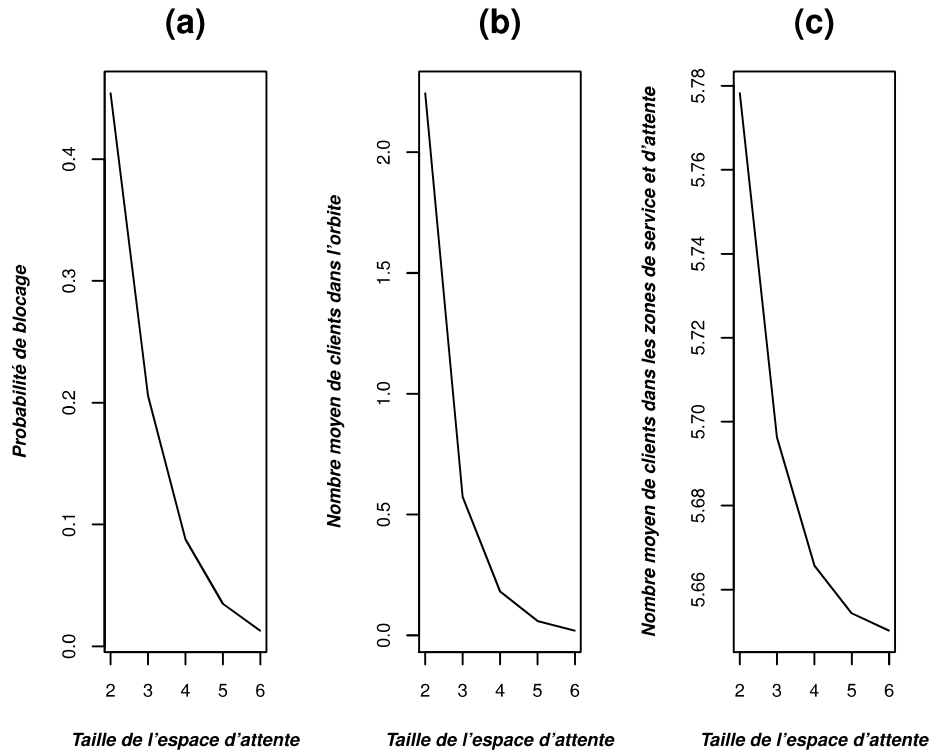 (a)
Probabilité de blocage
0.0
0.1
0.2
0.3
0.4
2 3 4 5 6
Taille de l'espace d'attente
(b)
Nombre moyen de clients dans l'orbite
0.0
0.5
1.0
1.5
2.0
2 3 4 5 6
Taille de l'espace d'attente
(c)
Nombre moyen de clients dans les zones de service et d'attente
5.66
5.68
5.70
5.72
5.74
5.76
5.78
2 3 4 5 6
Taille de l'espace d'attente